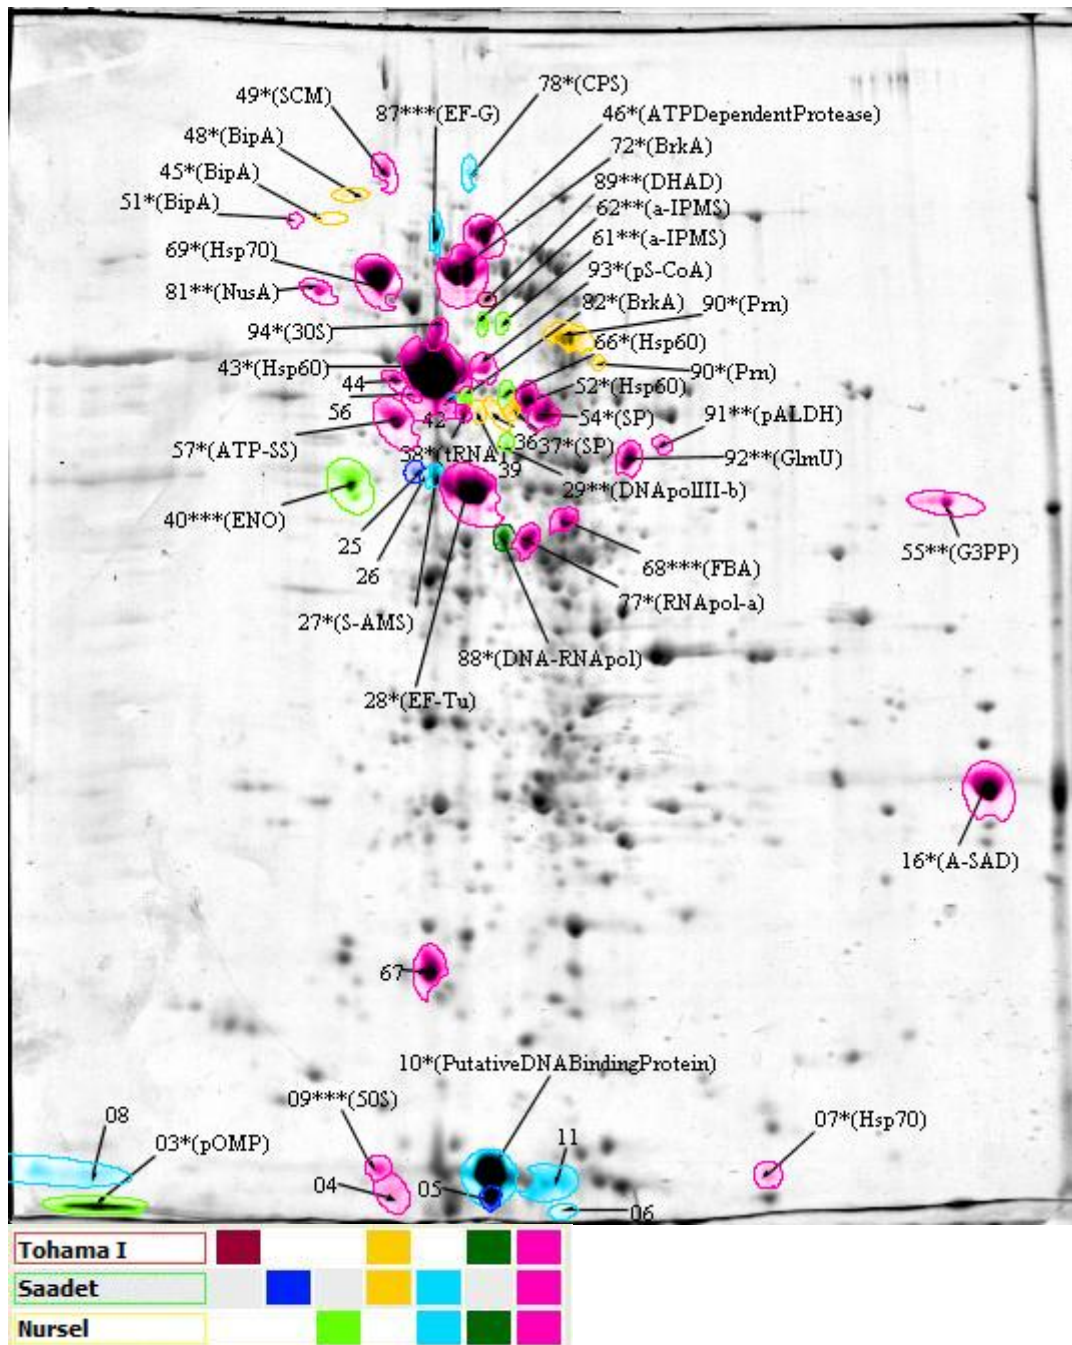 78*(CPS)
49*(SCM)
87***(EF-G)
46*(ATPDependentProtease)
48*(BipA)
72*(BrkA)
45*(BipA)
89**(DHAD)
51*(BipA)
62**(a-IPMS)
61**(a-IPMS)
69*(Hsp70)
93*(pS-CoA)
81**(NusA)
82*(BrkA)
90*(Prn)
94*(30S)
66*(Hsp60)
43*(Hsp60)
90*(Prn)
44
52*(Hsp60)
56
42
54*(SP)
91**(pALDH)
57*(ATP-SS)
38*(tRNA)
36
37*(SP)
39
92**(GlmU)
29**(DNApolIII-b)
40***(ENO)
25
55**(G3PP)
26
68***(FBA)
77*(RNApol-a)
27*(S-AMS)
88*(DNA-RNApol)
28*(EF-Tu)
16*(A-SAD)
67
10*(PutativeDNABindingProtein)
09***(50S)
08
03*(pOMP)
11
07*(Hsp70)
04
05
06
Tohama I
Saadet
Nursel